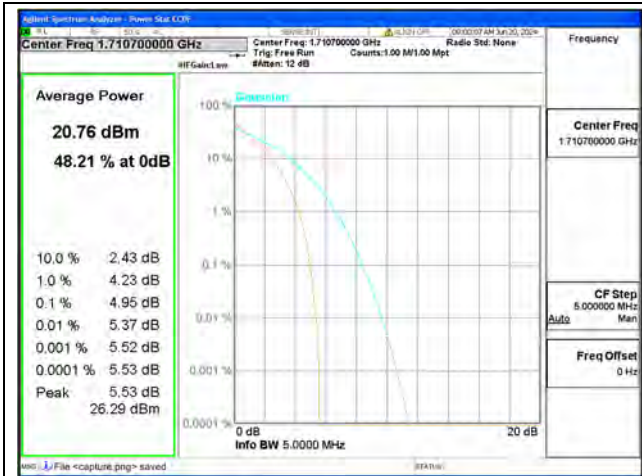 Agilent Spectrum Analyzer - Power Stat CCDF
Center Freq 1.710700000 GHz
Center Freq: 1.710700000 GHz
Trig: Free Run
Counts:1.00 M/1.00 Mpt
#IFGain:Low
#Atten: 12 dB
Radio Std: None
Average Power
20.76 dBm
48.21 % at 0dB
10.0 % 2.43 dB
1.0 % 4.23 dB
0.1 % 4.95 dB
0.01 % 5.37 dB
0.001 % 5.52 dB
0.0001 % 5.53 dB
Peak 5.53 dB
26.29 dBm
Gaussian
100 %
10 %
1 %
0.1 %
0.01 %
0.001 %
0.0001 %
0 dB
20 dB
Info BW 5.0000 MHz
Frequency
Center Freq
1.710700000 GHz
CF Step
5.000000 MHz
Auto Man
Freq Offset
0 Hz
MSG File <capture.png> saved
STATUS